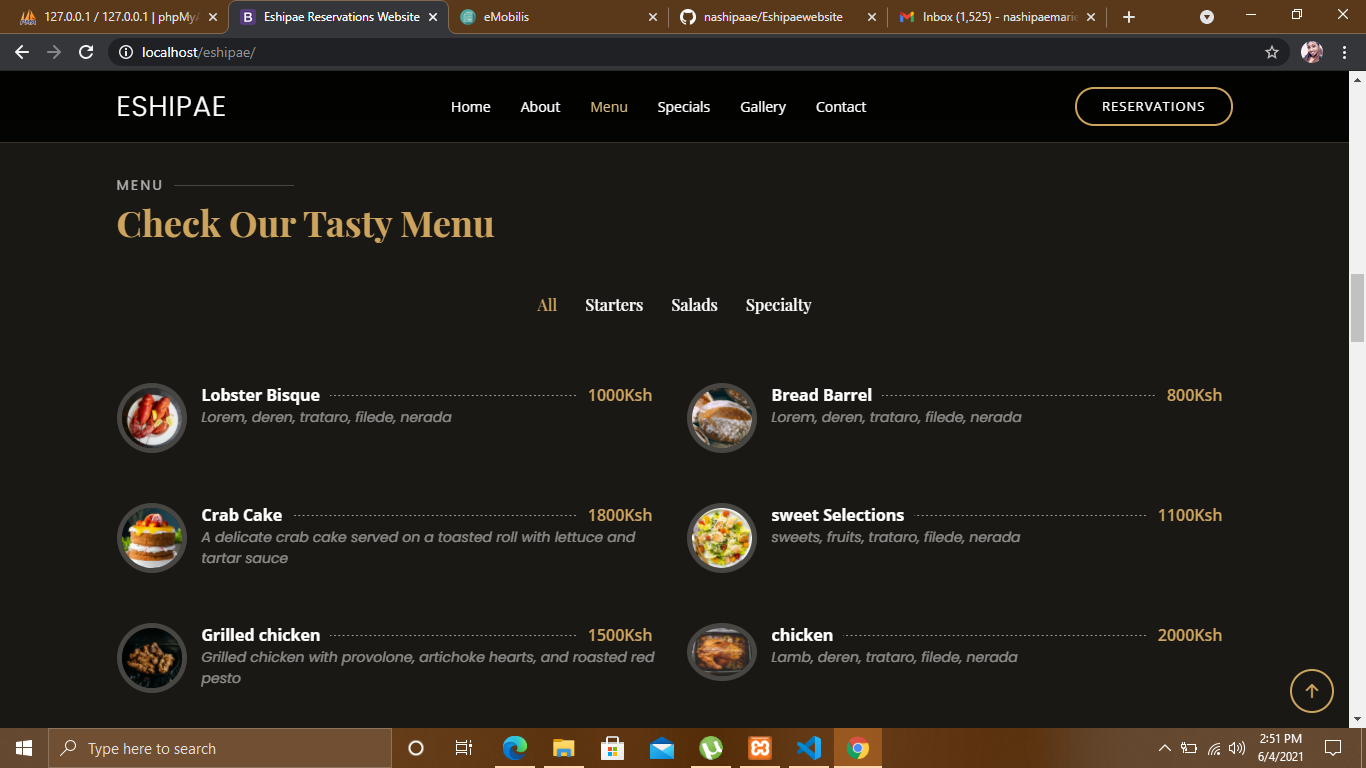 127.0.0.1 / 127.0.0.1 | phpMyA
Eshipae Reservations Website
eMobilis
nashipaae/Eshipaewebsite
Inbox (1,525) - nashipaemari
localhost/eshipae/
ESHIPAE
Home
About
Menu
Specials
Gallery
Contact
RESERVATIONS
MENU
Check Our Tasty Menu
All
Starters
Salads
Specialty
Lobster Bisque
1000Ksh
Lorem, deren, trataro, filede, nerada
Bread Barrel
800Ksh
Lorem, deren, trataro, filede, nerada
Crab Cake
1800Ksh
A delicate crab cake served on a toasted roll with lettuce and
tartar sauce
sweet Selections
1100Ksh
sweets, fruits, trataro, filede, nerada
Grilled chicken
1500Ksh
Grilled chicken with provolone, artichoke hearts, and roasted red
pesto
chicken
2000Ksh
Lamb, deren, trataro, filede, nerada
Type here to search
2:51 PM
6/4/2021